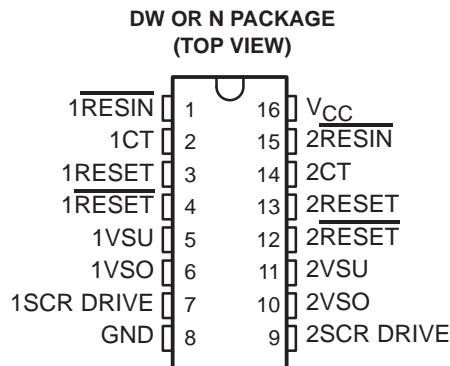 DW OR N PACKAGE
(TOP VIEW)
1RESIN 1 16 VCC
1CT 2 15 2RESIN
1RESET 3 14 2CT
1RESET 4 13 2RESET
1VSU 5 12 2RESET
1VSO 6 11 2VSU
1SCR DRIVE 7 10 2VSO
GND 8 9 2SCR DRIVE